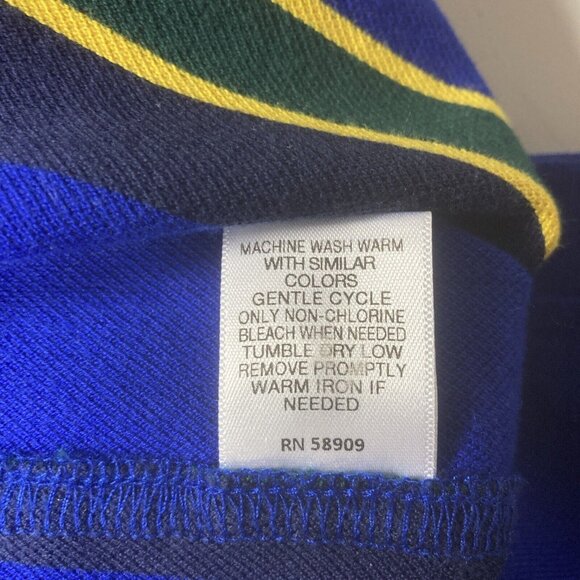 MACHINE WASH WARM
WITH SIMILAR
COLORS
GENTLE CYCLE
ONLY NON-CHLORINE
BLEACH WHEN NEEDED
TUMBLE DRY LOW
REMOVE PROMPTLY
WARM IRON IF
NEEDED
RN 58909